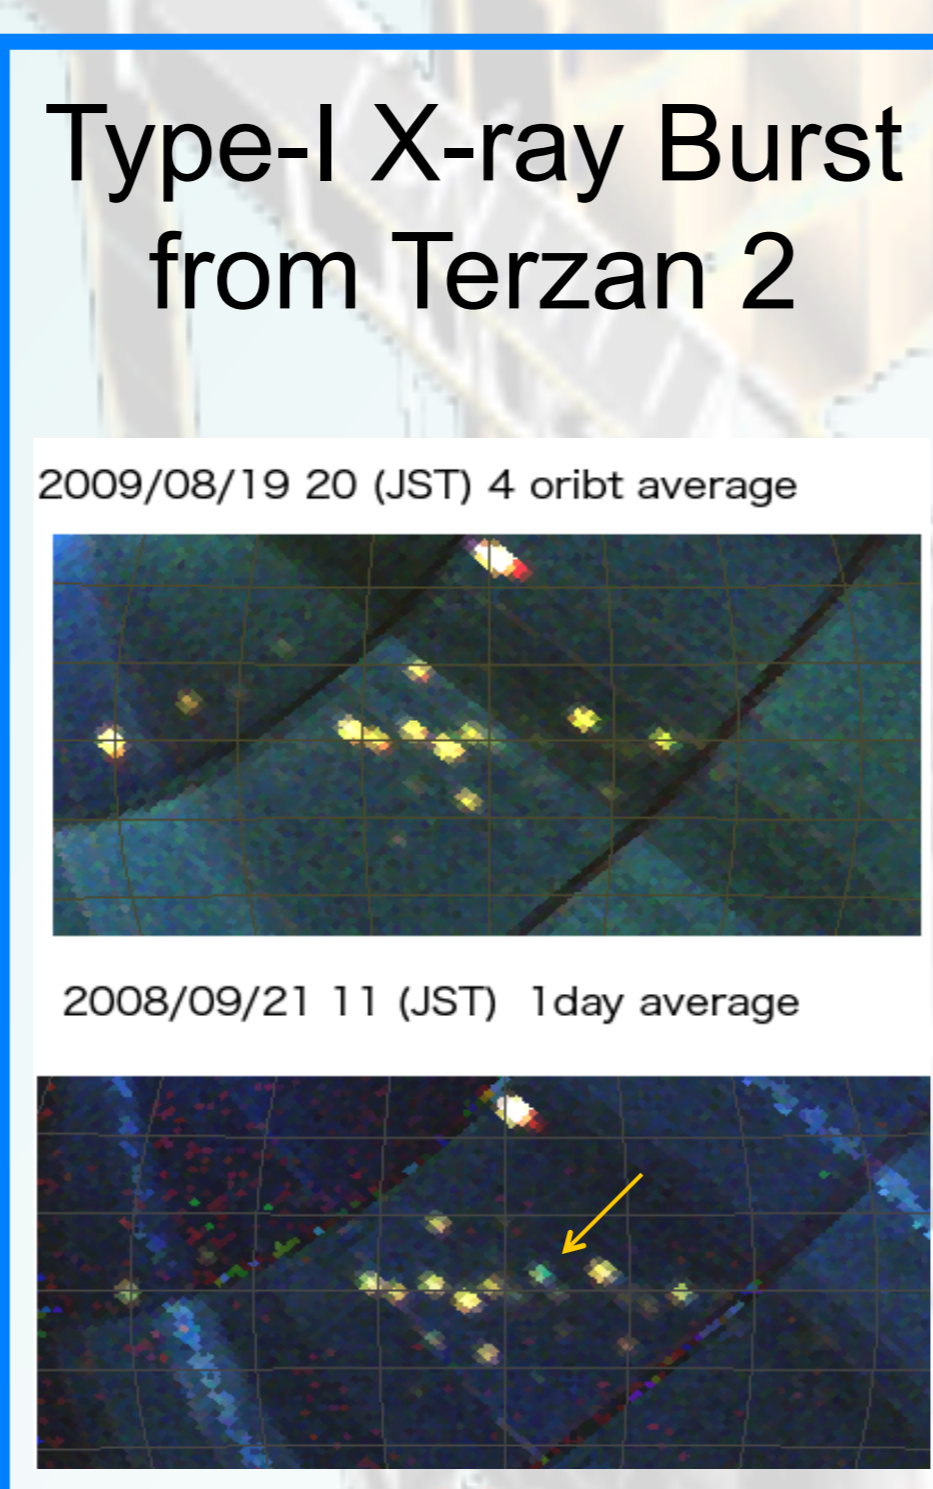 Type-I X-ray Burst
from Terzan 2
2009/08/19 20 (JST) 4 oribt average
2008/09/21 11 (JST) 1day average